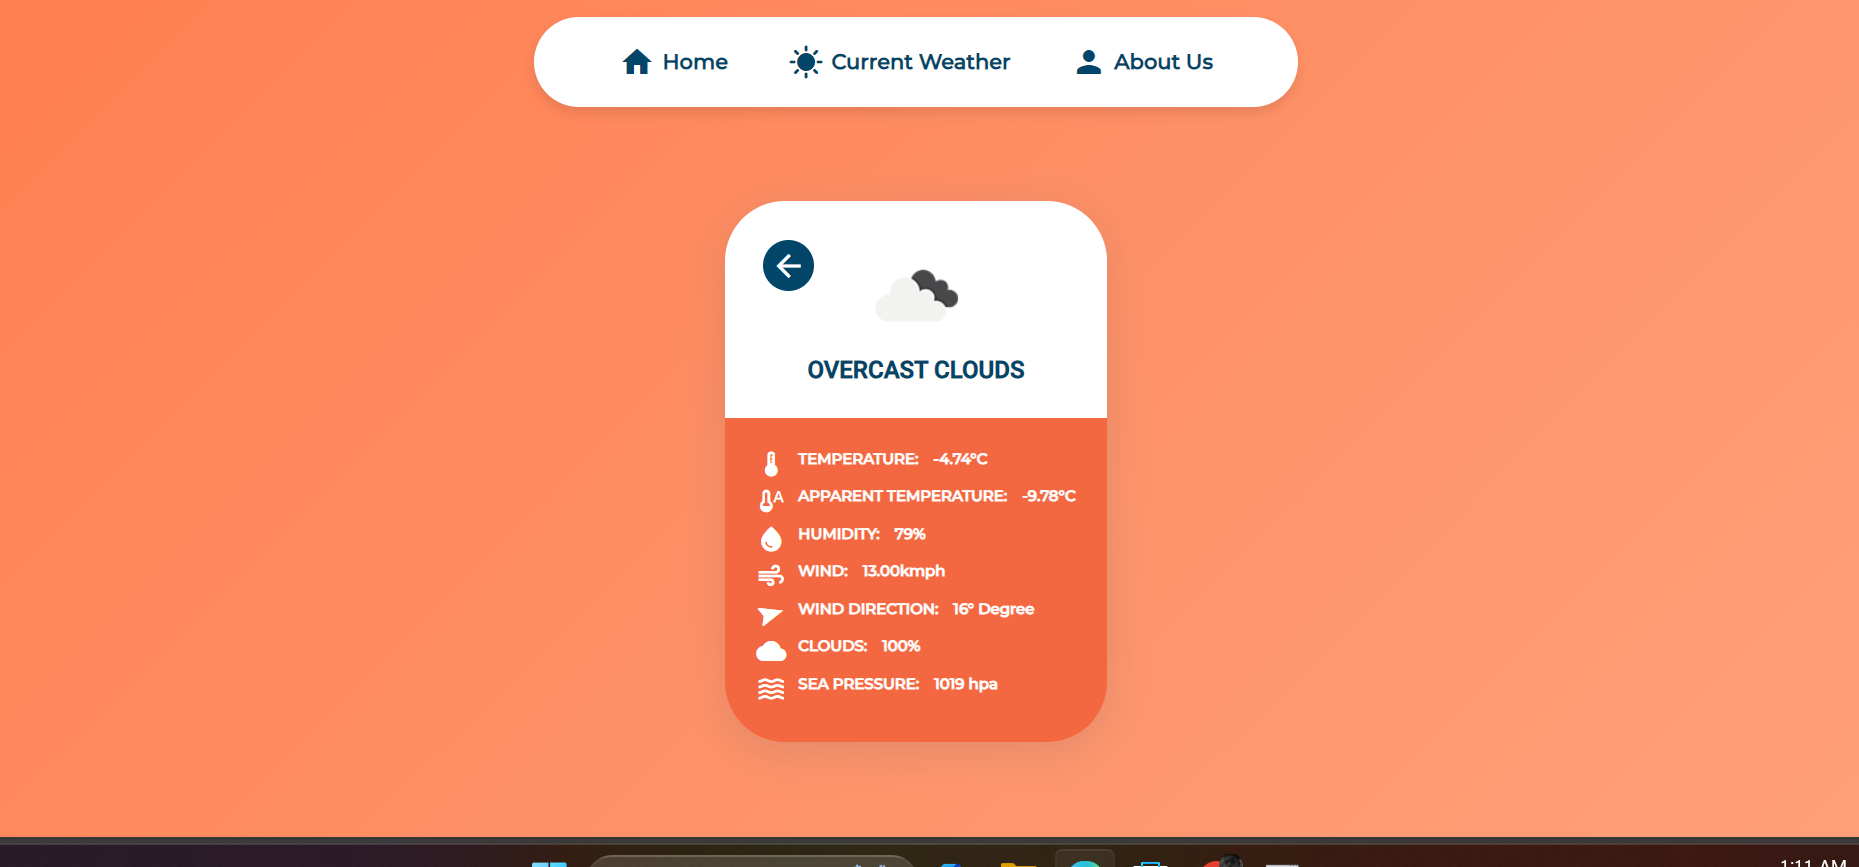 Home Current Weather About Us
OVERCAST CLOUDS
TEMPERATURE: -4.74°C
A APPARENT TEMPERATURE: -9.78°C
HUMIDITY: 79%
WIND: 13.00kmph
WIND DIRECTION: 16° Degree
CLOUDS: 100%
SEA PRESSURE: 1019 hpa
1:11 AM